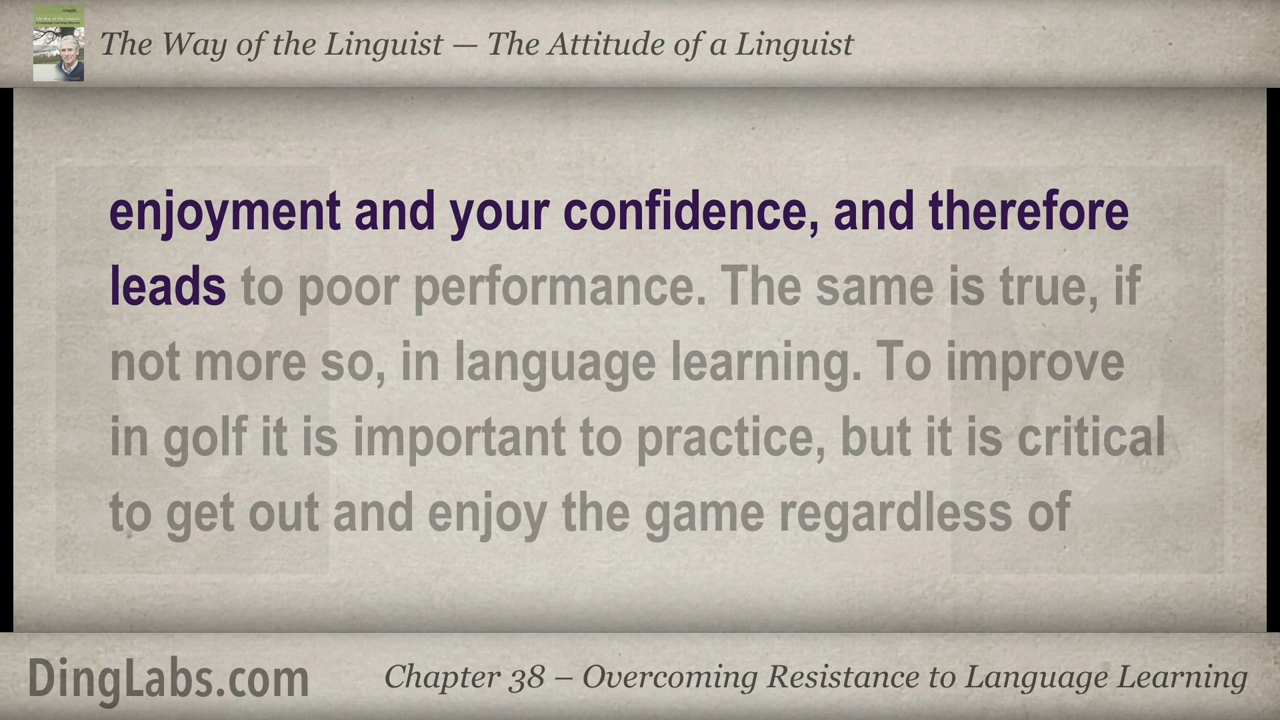 The Way of the Linguist — The Attitude of a Linguist
enjoyment and your confidence, and therefore
leads to poor performance. The same is true, if
not more so, in language learning. To improve
in golf it is important to practice, but it is critical
to get out and enjoy the game regardless of
DingLabs.com
Chapter 38 – Overcoming Resistance to Language Learning